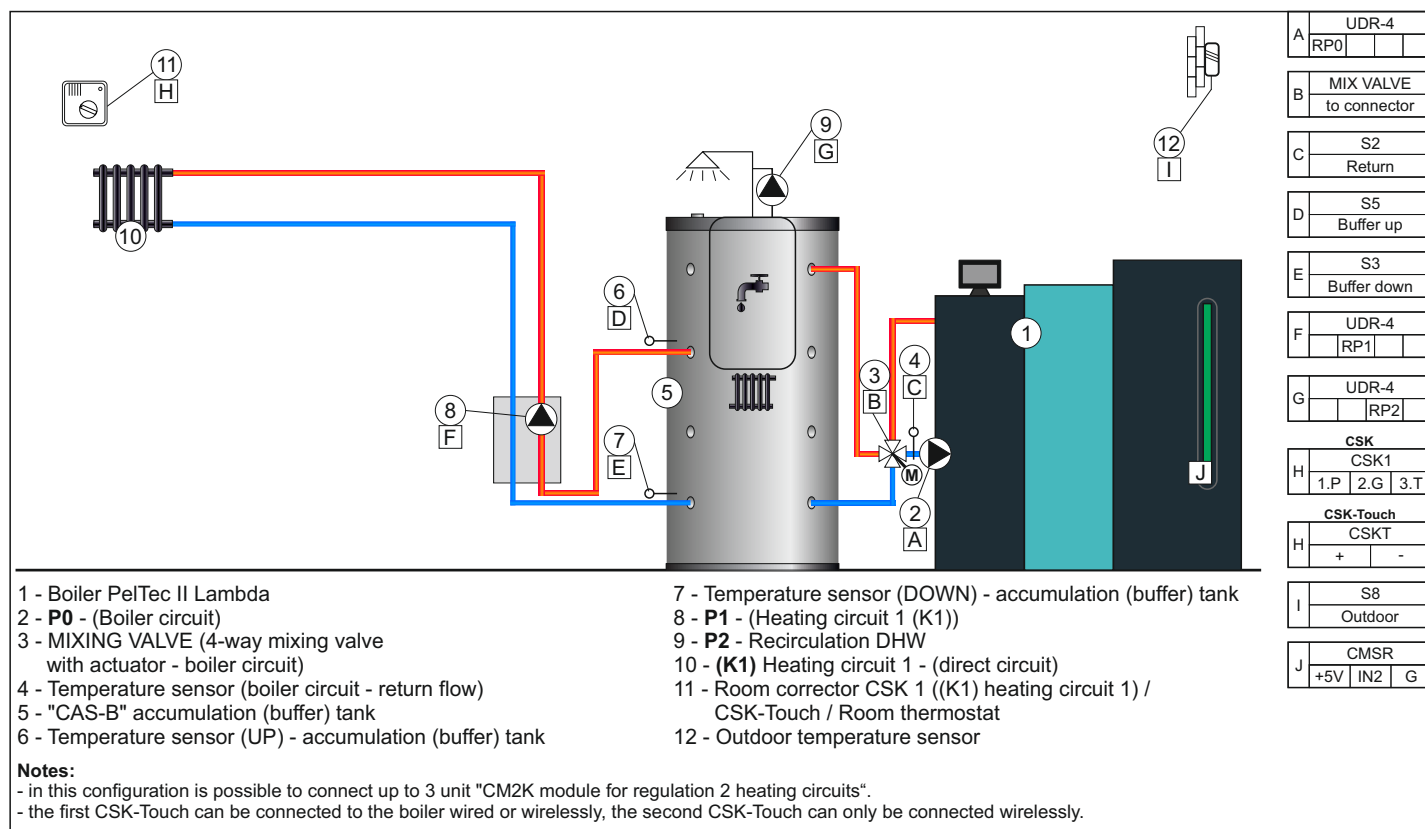 11
H
10
8
F
6
D
7
E
5
9
G
3
B
4
C
M
2
A
1
J
12
I
A
UDR-4
RP0
B
MIX VALVE
to connector
C
S2
Return
D
S5
Buffer up
E
S3
Buffer down
F
UDR-4
RP1
G
UDR-4
RP2
CSK
H
CSK1
1.P 2.G 3.T
CSK-Touch
H
CSKT
+ -
I
S8
Outdoor
J
CMSR
+5V IN2 G
1 - Boiler PelTec II Lambda
2 - P0 - (Boiler circuit)
3 - MIXING VALVE (4-way mixing valve
with actuator - boiler circuit)
4 - Temperature sensor (boiler circuit - return flow)
5 - "CAS-B" accumulation (buffer) tank
6 - Temperature sensor (UP) - accumulation (buffer) tank
7 - Temperature sensor (DOWN) - accumulation (buffer) tank
8 - P1 - (Heating circuit 1 (K1))
9 - P2 - Recirculation DHW
10 - (K1) Heating circuit 1 - (direct circuit)
11 - Room corrector CSK 1 ((K1) heating circuit 1) /
CSK-Touch / Room thermostat
12 - Outdoor temperature sensor
Notes:
- in this configuration is possible to connect up to 3 unit "CM2K module for regulation 2 heating circuits“.
- the first CSK-Touch can be connected to the boiler wired or wirelessly, the second CSK-Touch can only be connected wirelessly.